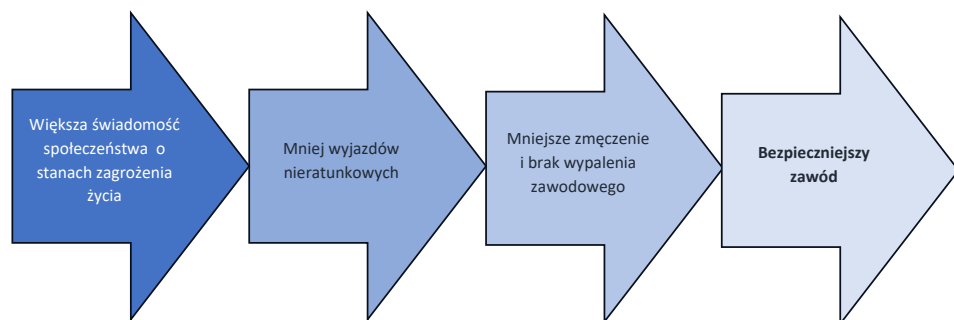 Większa świadomość
społeczeństwa o
stanach zagrożenia
życia
Mniej wyjazdów
nieratunkowych
Mniejsze zmęczenie
i brak wypalenia
zawodowego
Bezpieczniejszy
zawód